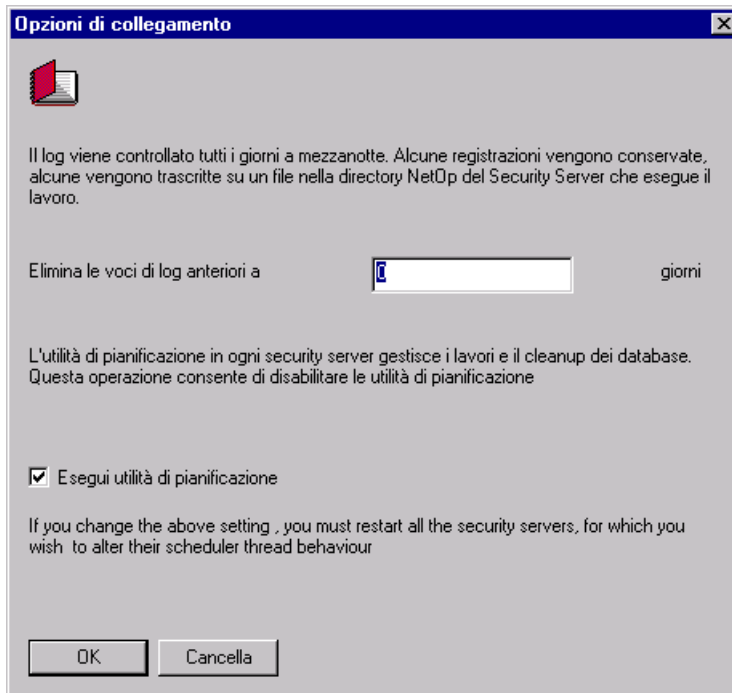 Opzioni di collegamento
Il log viene controllato tutti i giorni a mezzanotte. Alcune registrazioni vengono conservate,
alcune vengono trascritte su un file nella directory NetOp del Security Server che esegue il
lavoro.
Elimina le voci di log anteriori a 0 giorni
L'utilità di pianificazione in ogni security server gestisce i lavori e il cleanup dei database.
Questa operazione consente di disabilitare le utilità di pianificazione
Esegui utilità di pianificazione
If you change the above setting , you must restart all the security servers, for which you
wish to alter their scheduler thread behaviour
OK Cancella